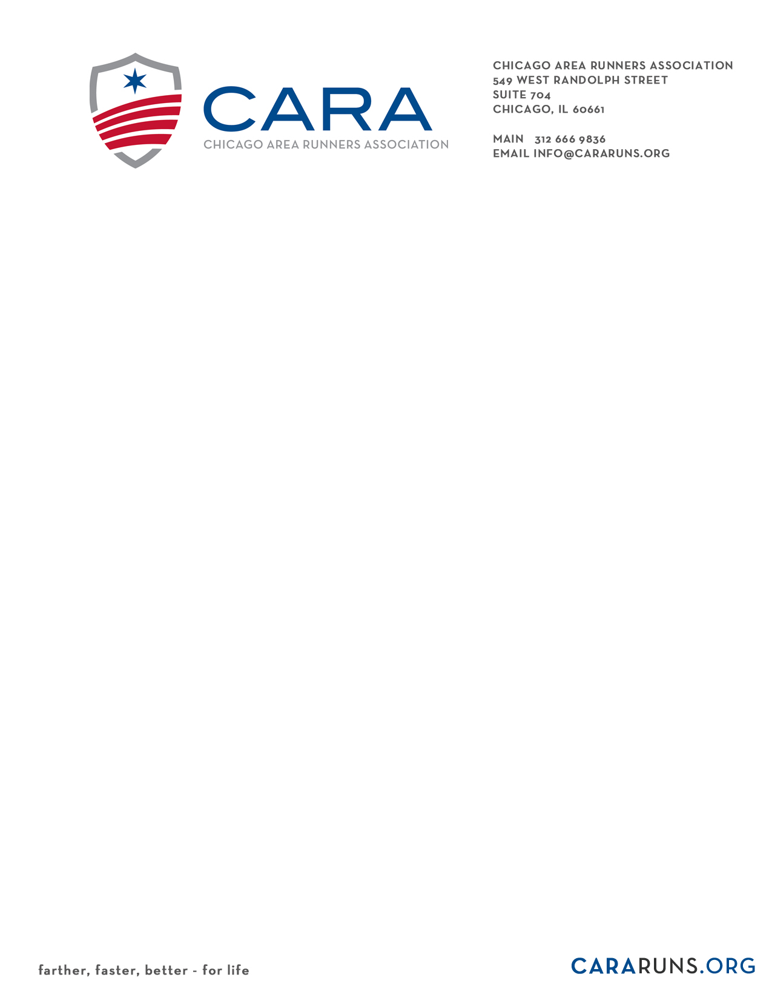 CARA
CHICAGO AREA RUNNERS ASSOCIATION
CHICAGO AREA RUNNERS ASSOCIATION
549 WEST RANDOLPH STREET
SUITE 704
CHICAGO, IL 60661
MAIN 312 666 9836
EMAIL INFO@CARARUNS.ORG
farther, faster, better - for life
CARARUNS.ORG